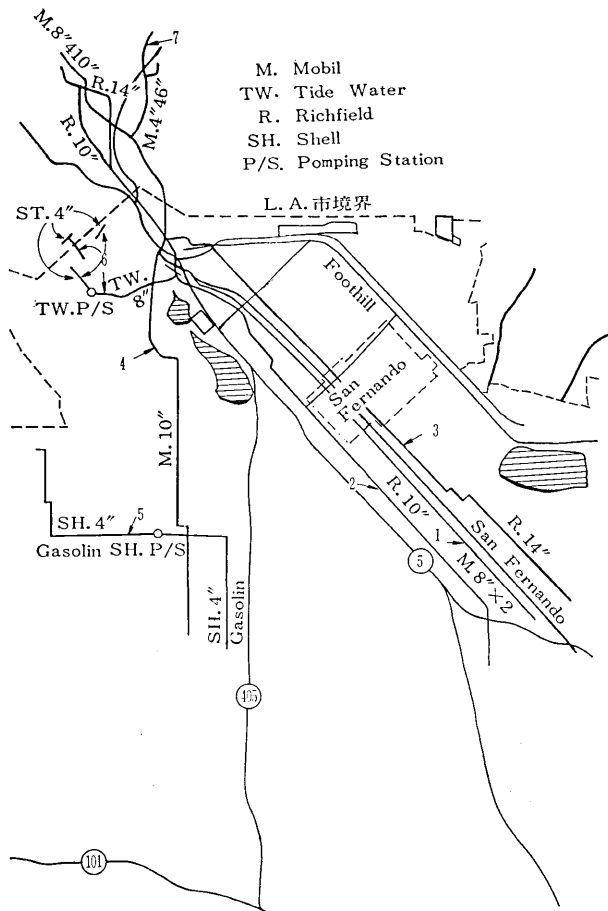 7
M. 8″410″
R. 14″
M. 4″46″
R. 10″
M. Mobil
TW. Tide Water
R. Richfield
SH. Shell
P/S. Pomping Station
L. A. 市境界
ST. 4″
6
TW. 8″
TW. P/S
4
Foothill
San Fernando
3
M. 10″
2
R. 10″
1
M. 8″×2
R. 14″
San Fernando
5
SH. 4″
5
Gasolin SH. P/S
SH. 4″
Gasolin
405
101